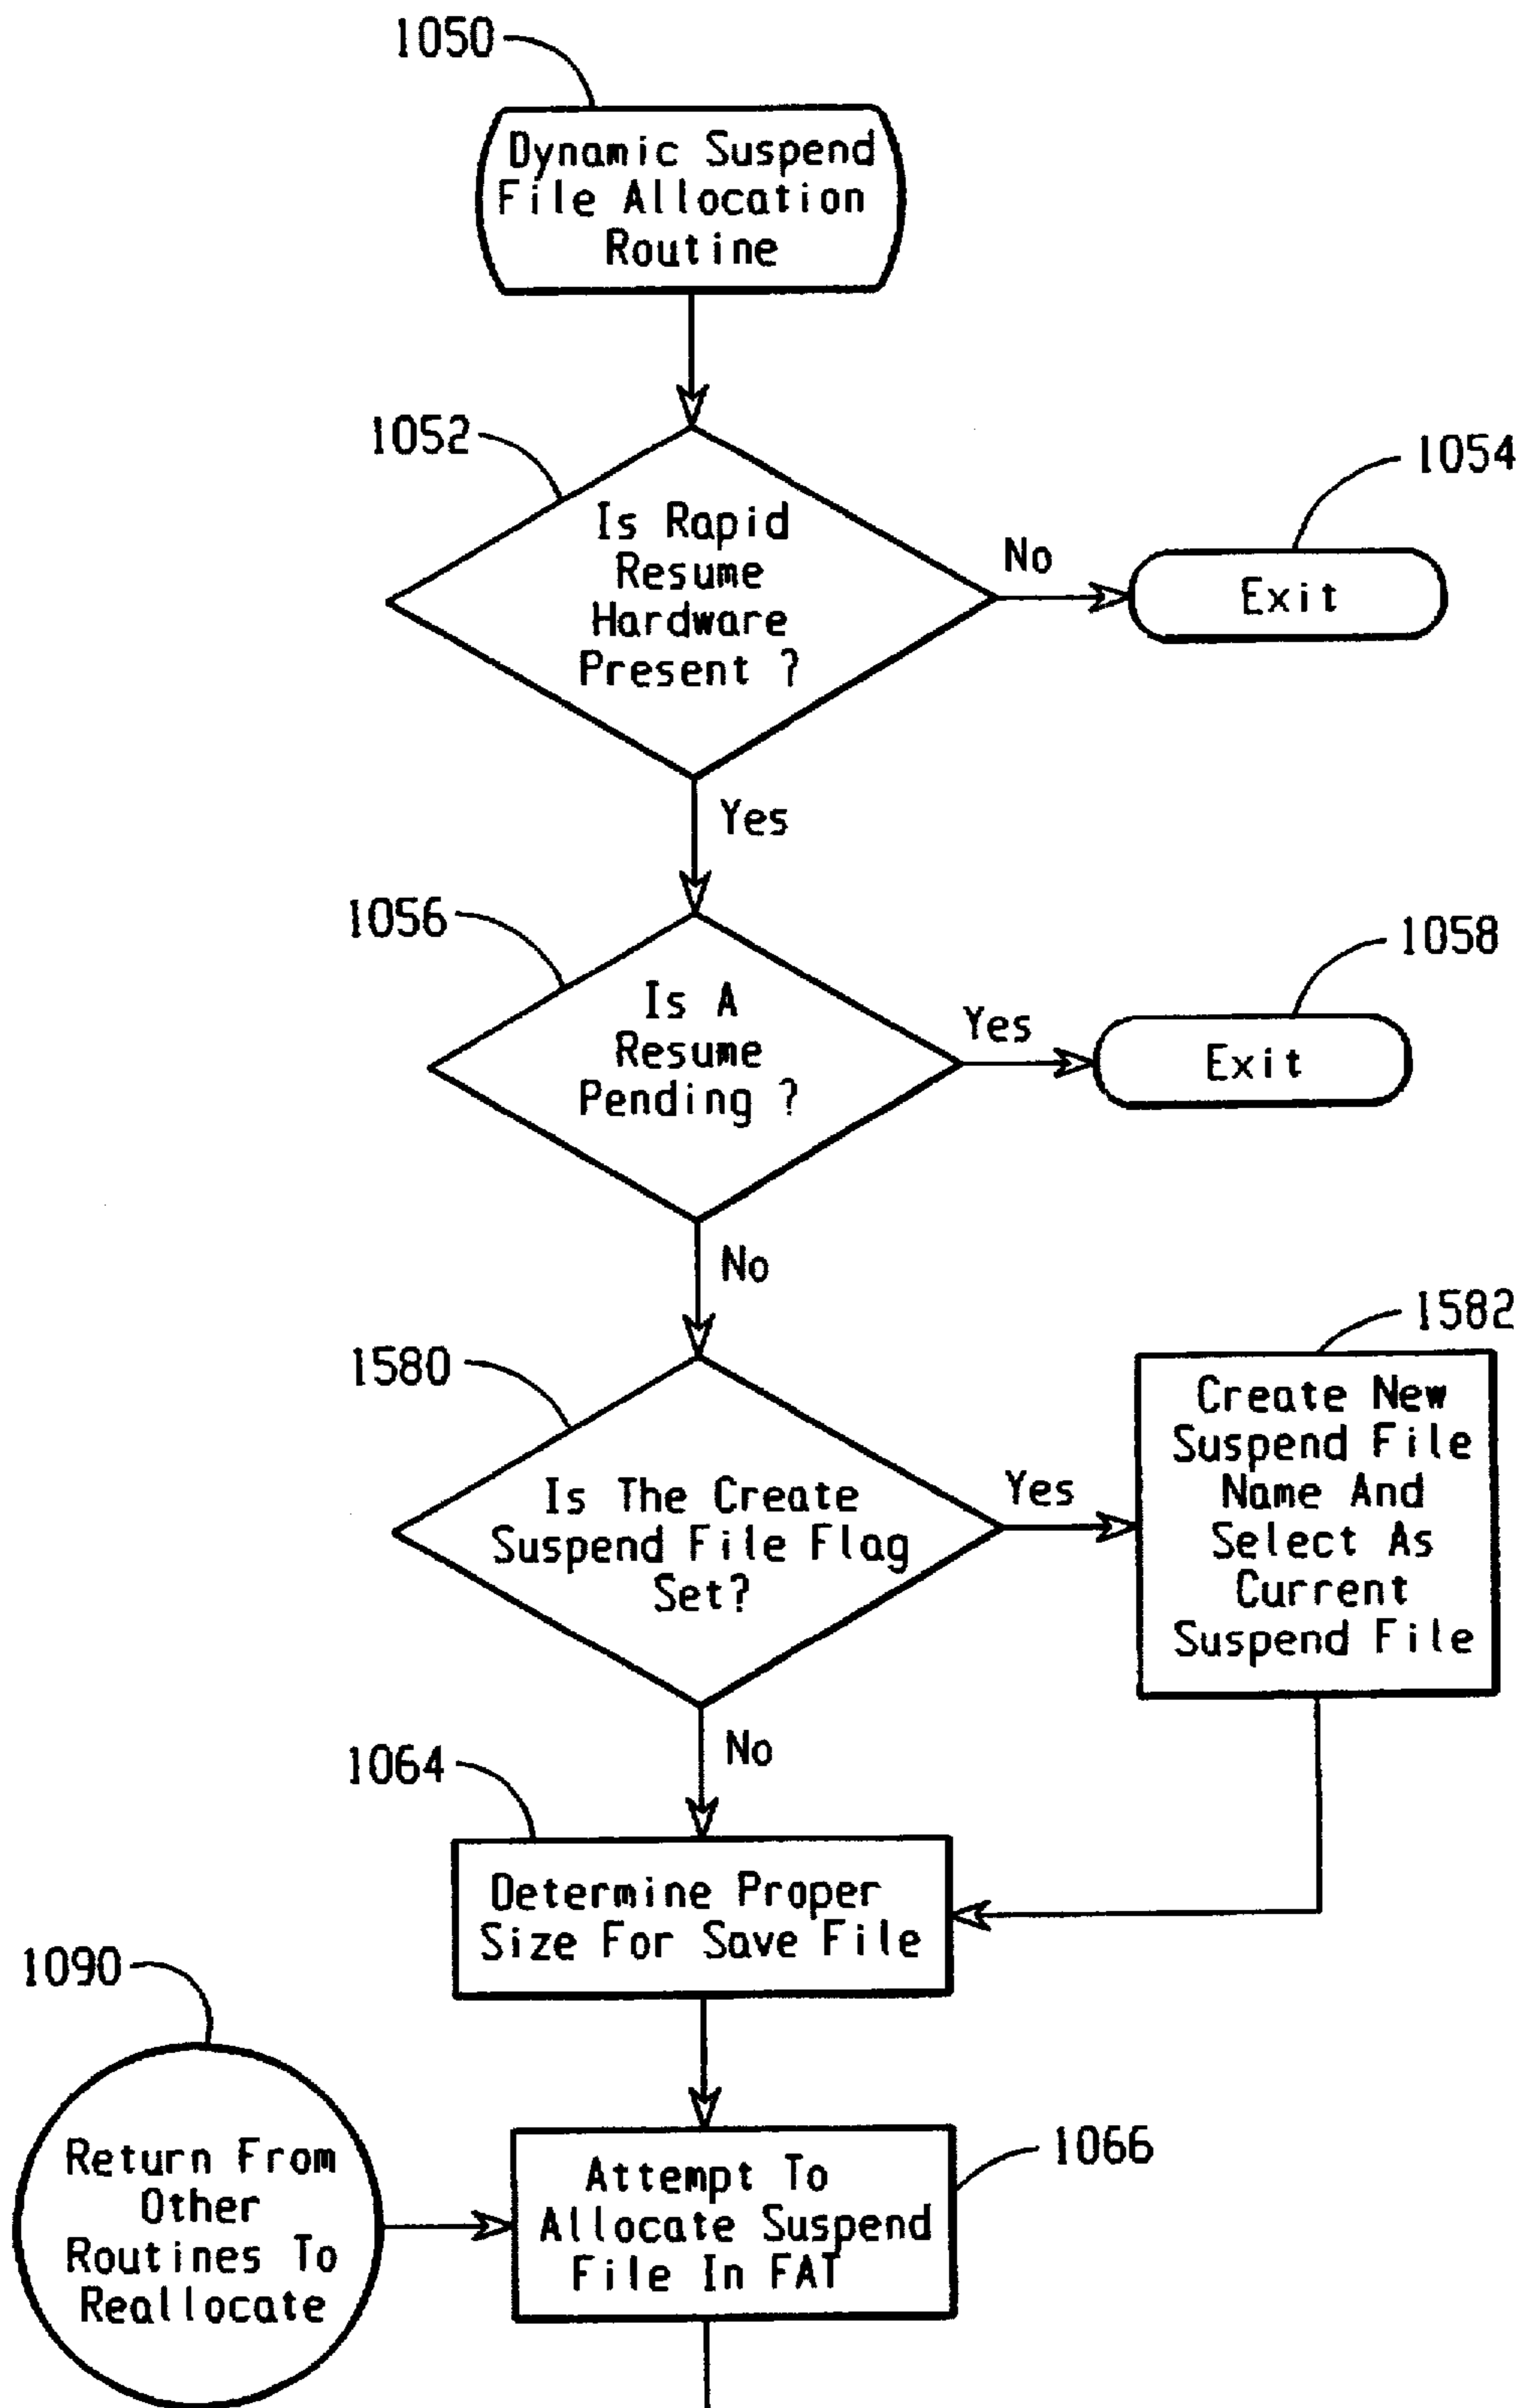 1050
Dynamic Suspend
File Allocation
Routine
1052
Is Rapid
Resume
Hardware
Present ?
No
1054
Exit
Yes
1056
Is A
Resume
Pending ?
Yes
1058
Exit
No
1580
Is The Create
Suspend File Flag
Set?
Yes
1582
Create New
Suspend File
Name And
Select As
Current
Suspend File
No
1064
Determine Proper
Size For Save File
1090
Return From
Other
Routines To
Reallocate
1066
Attempt To
Allocate Suspend
File In FAT